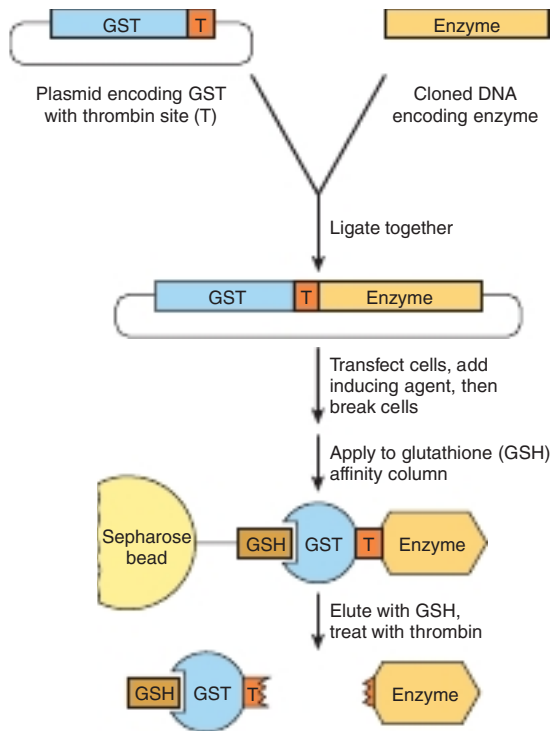 GST T
Enzyme
Plasmid encoding GST
with thrombin site (T)
Cloned DNA
encoding enzyme
Ligate together
GST T Enzyme
Transfect cells, add
inducing agent, then
break cells
Apply to glutathione (GSH)
affinity column
Sepharose
bead
GSH GST T Enzyme
Elute with GSH,
treat with thrombin
GSH GST T
Enzyme